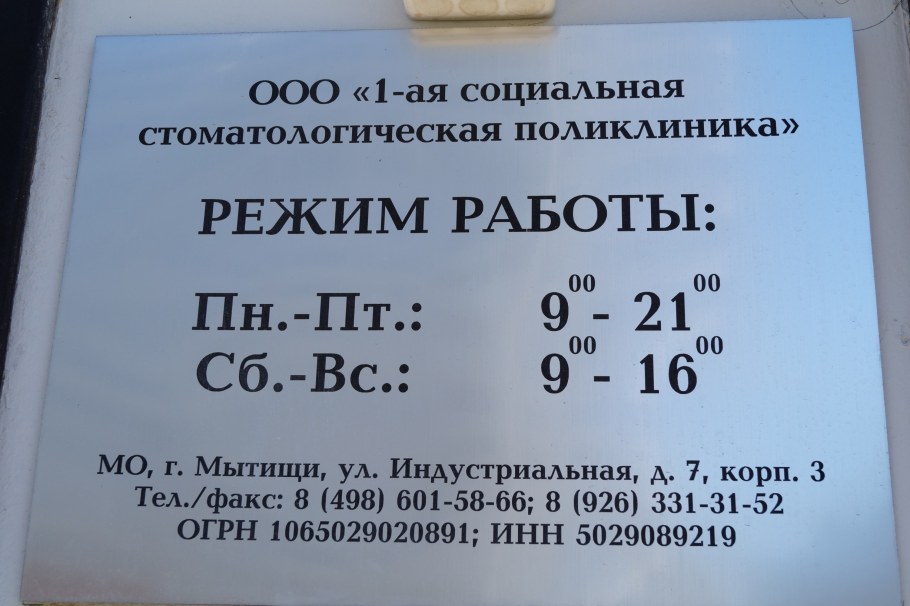 ООО «1-ая социальная
стоматологическая поликлиника»
РЕЖИМ РАБОТЫ:
Пн.-Пт.: 9⁰⁰ - 21⁰⁰
Сб.-Вс.: 9⁰⁰ - 16⁰⁰
МО, г. Мытищи, ул. Индустриальная, д. 7, корп. 3
Тел./факс: 8 (498) 601-58-66; 8 (926) 331-31-52
ОГРН 1065029020891; ИНН 5029089219